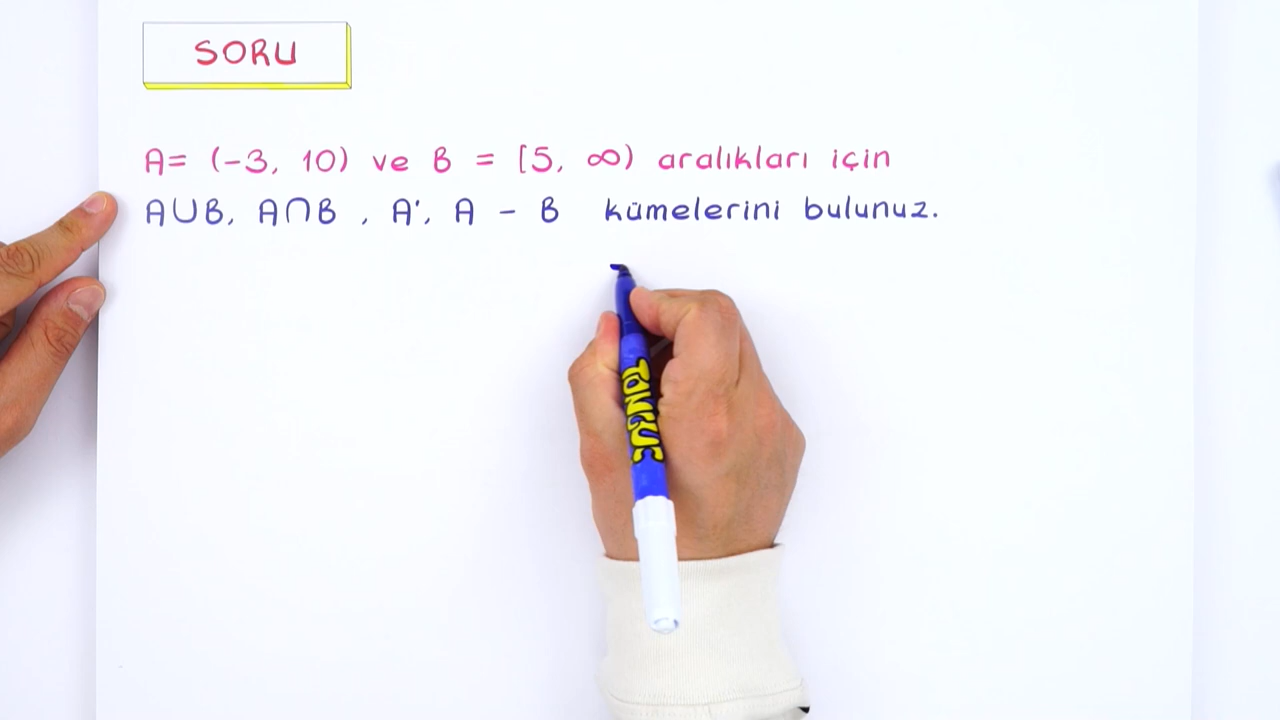 SORU
A= (-3, 10) ve B = [5, ∞) aralıkları için
A∪B, A∩B , A', A - B kümelerini bulunuz.
TONGUÇ